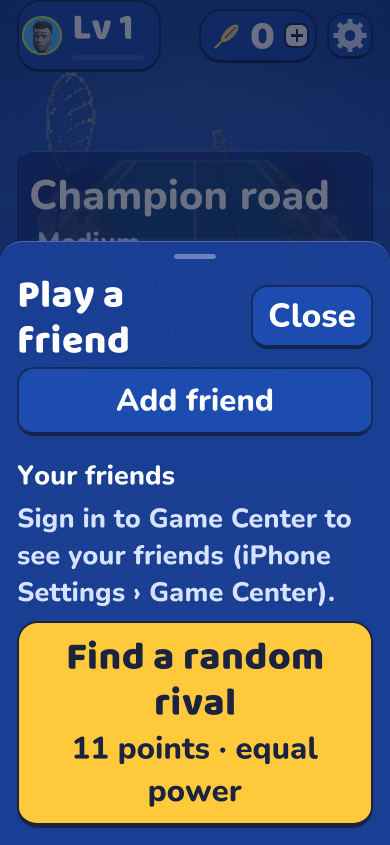 Lv 1
0
Champion road
Medium
Play a
friend
Close
Add friend
Your friends
Sign in to Game Center to
see your friends (iPhone
Settings › Game Center).
Find a random
rival
11 points · equal
power